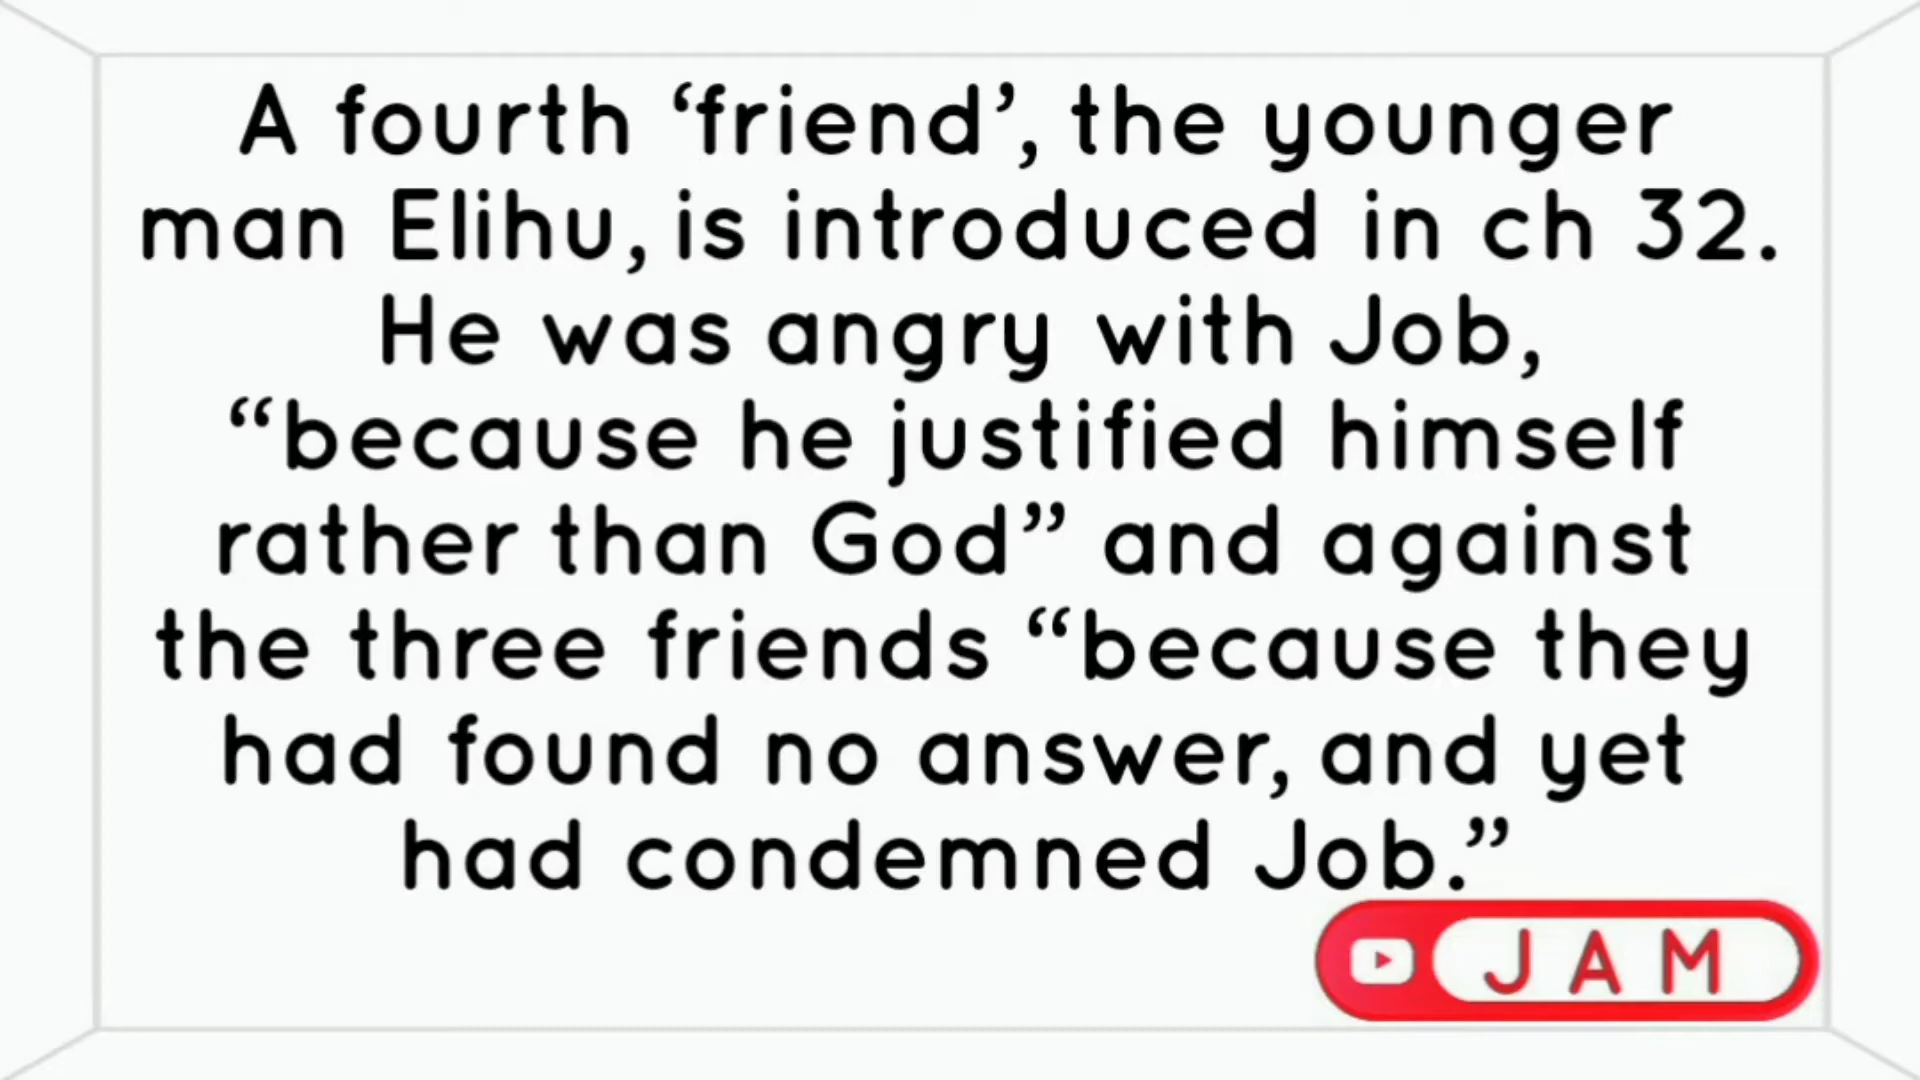 A fourth ‘friend’, the younger
man Elihu, is introduced in ch 32.
He was angry with Job,
“because he justified himself
rather than God” and against
the three friends “because they
had found no answer, and yet
had condemned Job.”
JAM